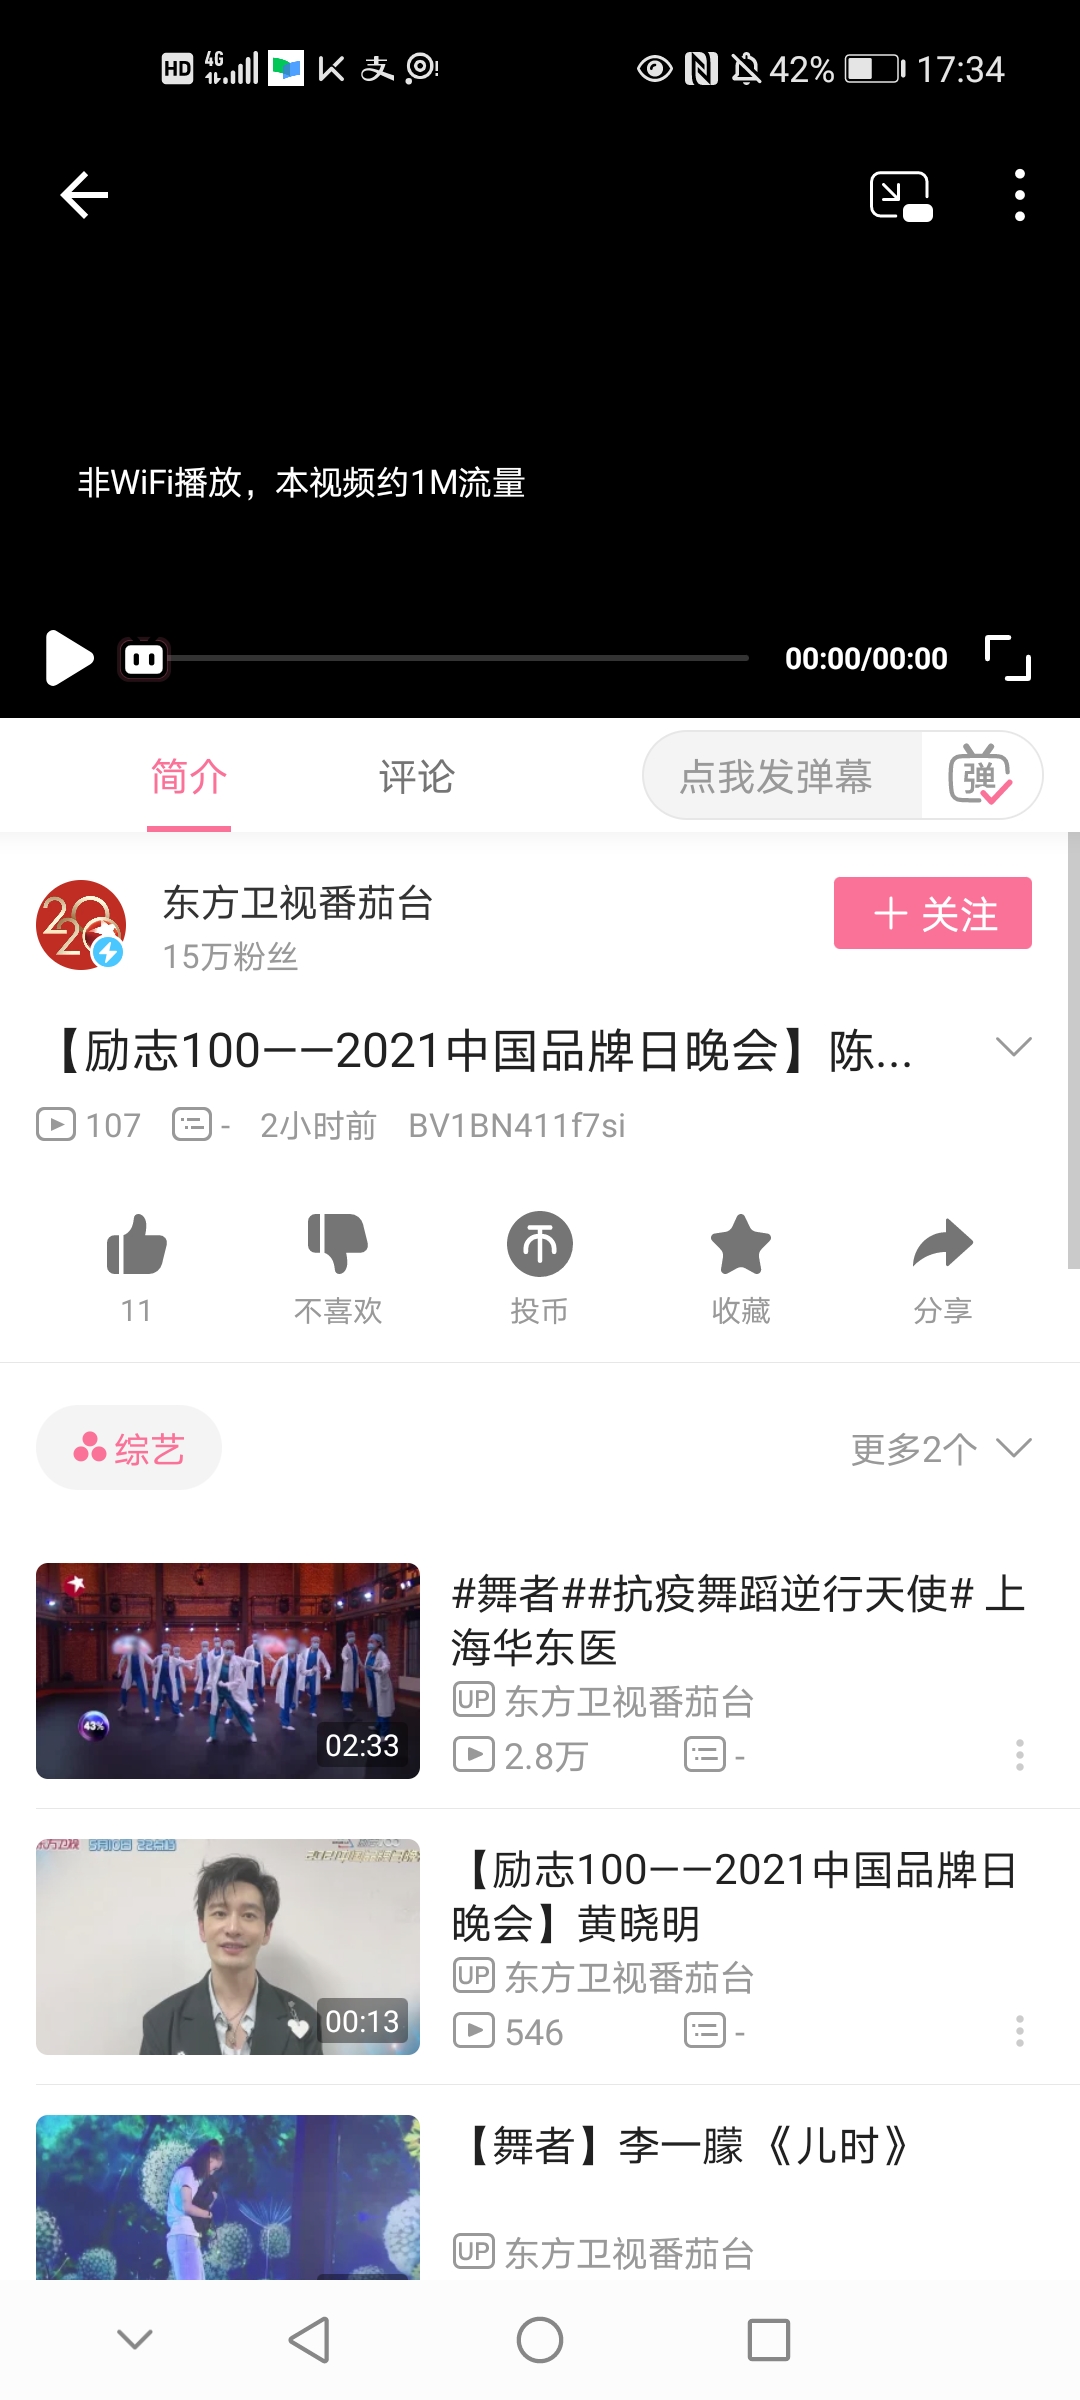 HD 4G 42% 17:34
非WiFi播放，本视频约1M流量
00:00/00:00
简介 评论 点我发弹幕 弹
东方卫视番茄台
15万粉丝
+ 关注
【励志100——2021中国品牌日晚会】陈...
107 - 2小时前 BV1BN411f7si
11 不喜欢 投币 收藏 分享
综艺 更多2个
#舞者##抗疫舞蹈逆行天使# 上
海华东医
UP 东方卫视番茄台
2.8万 -
43%
02:33
【励志100——2021中国品牌日
晚会】黄晓明
UP 东方卫视番茄台
546 -
00:13
【舞者】李一朦《儿时》
UP 东方卫视番茄台